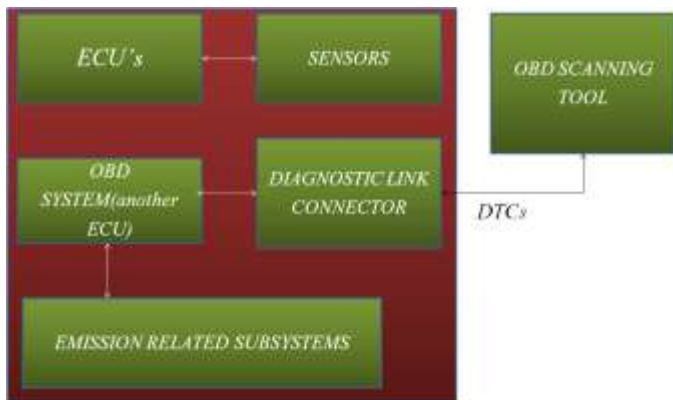 ECU's
SENSORS
OBD SCANNING
TOOL
OBD
SYSTEM(another
ECU)
DIAGNOSTIC LINK
CONNECTOR
DTCs
EMISSION RELATED SUBSYSTEMS